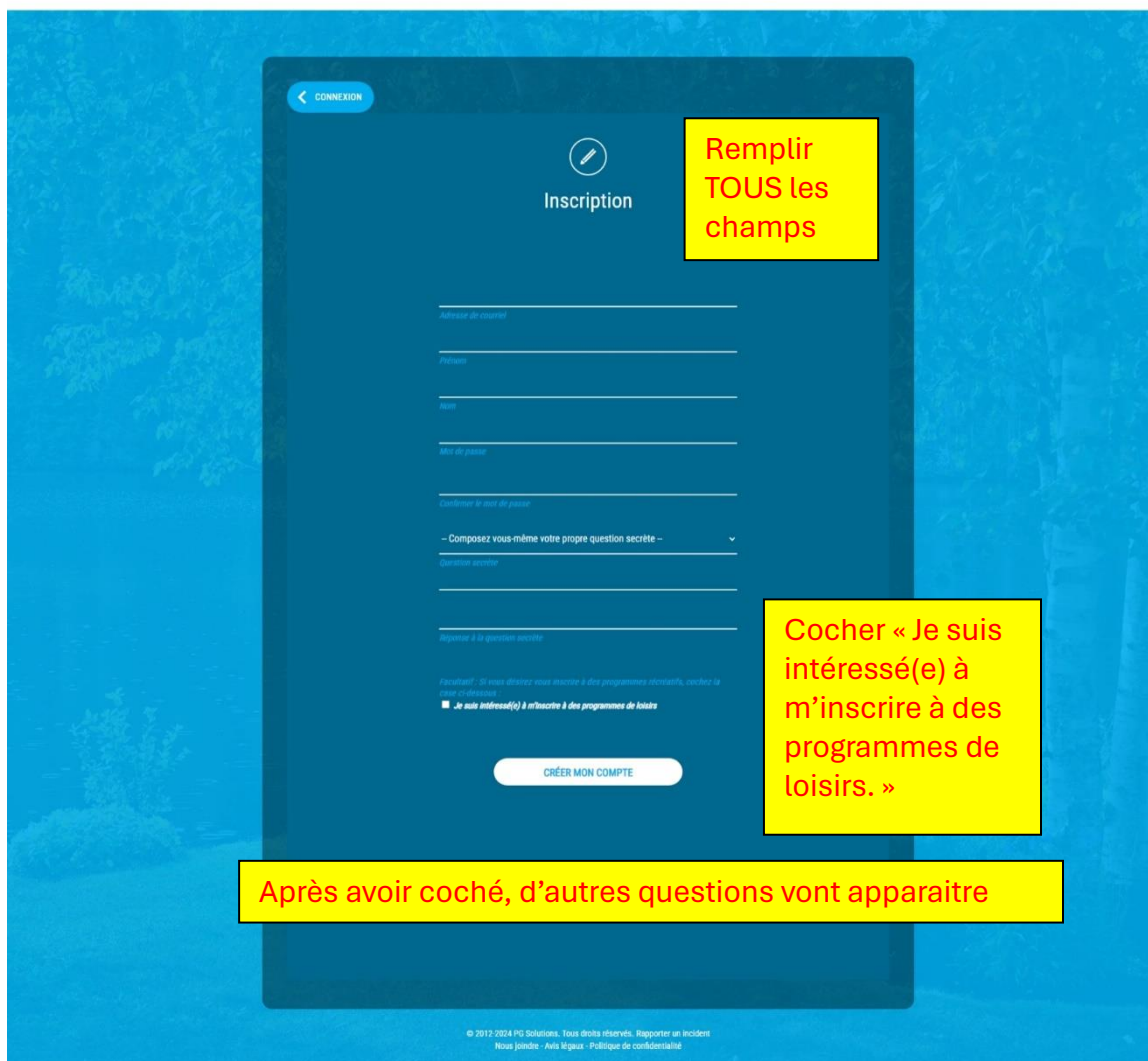 CONNEXION
Remplir
TOUS les
champs
Inscription
Adresse de courriel
Prénom
Nom
Mot de passe
Confirmer le mot de passe
-- Composez vous-même votre propre question secrète --
Question secrète
Réponse à la question secrète
Cocher « Je suis
intéressé(e) à
m’inscrire à des
programmes de
loisirs. »
Facultatif : Si vous désirez vous inscrire à des programmes récréatifs, cochez la
case ci-dessous :
Je suis intéressé(e) à m'inscrire à des programmes de loisirs
CRÉER MON COMPTE
Après avoir coché, d’autres questions vont apparaitre
© 2012-2024 PG Solutions. Tous droits réservés. Rapporter un incident
Nous joindre - Avis légaux - Politique de confidentialité